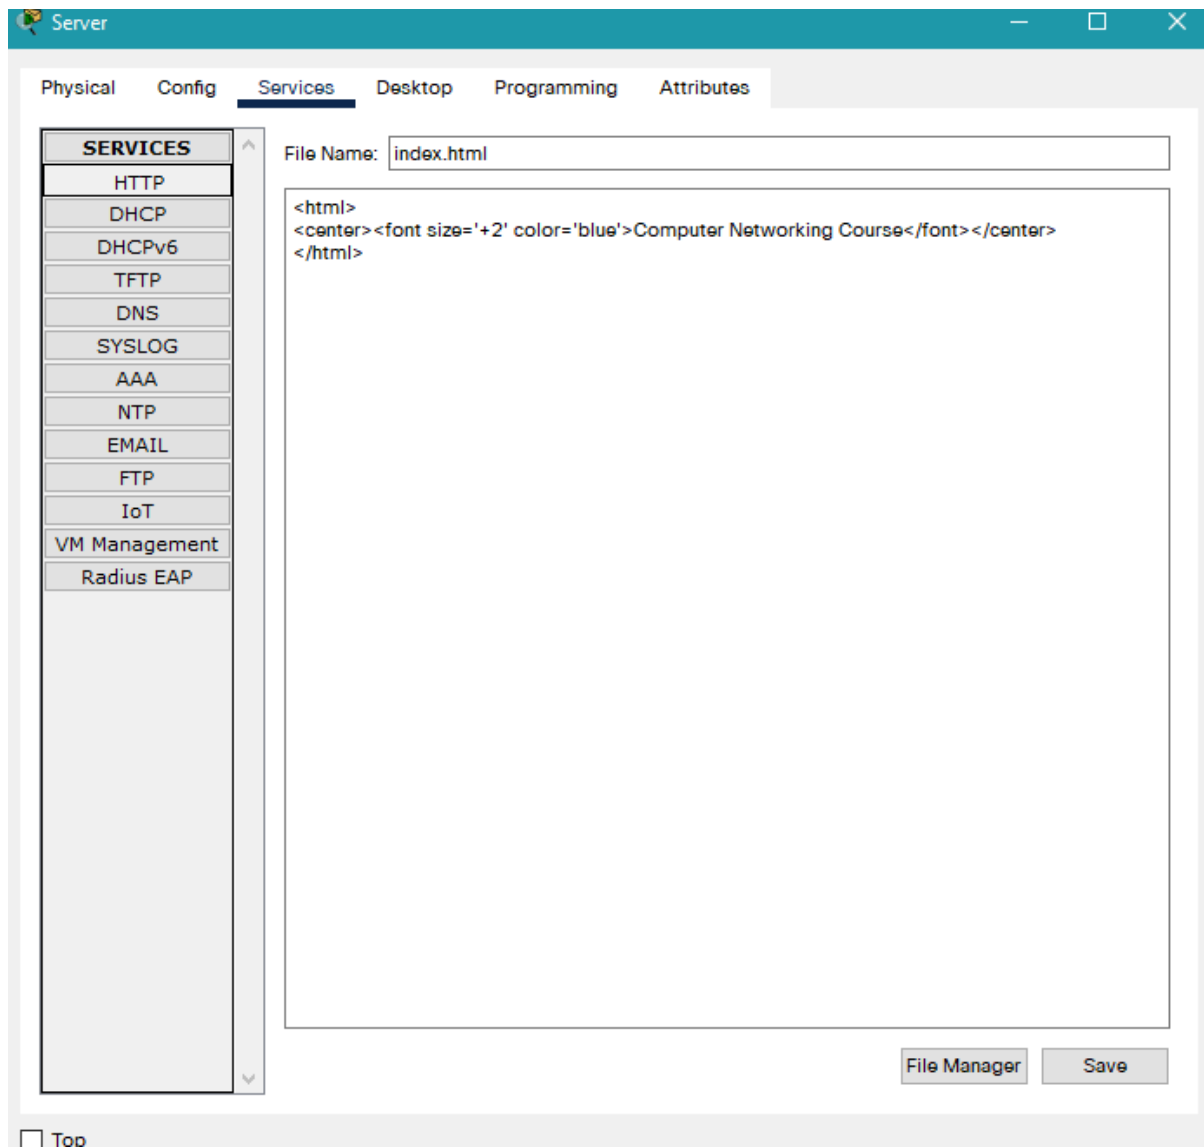 Server
Physical Config Services Desktop Programming Attributes
SERVICES
HTTP
DHCP
DHCPv6
TFTP
DNS
SYSLOG
AAA
NTP
EMAIL
FTP
IoT
VM Management
Radius EAP
File Name: index.html
<html>
<center><font size='+2' color='blue'>Computer Networking Course</font></center>
</html>
File Manager Save
Top